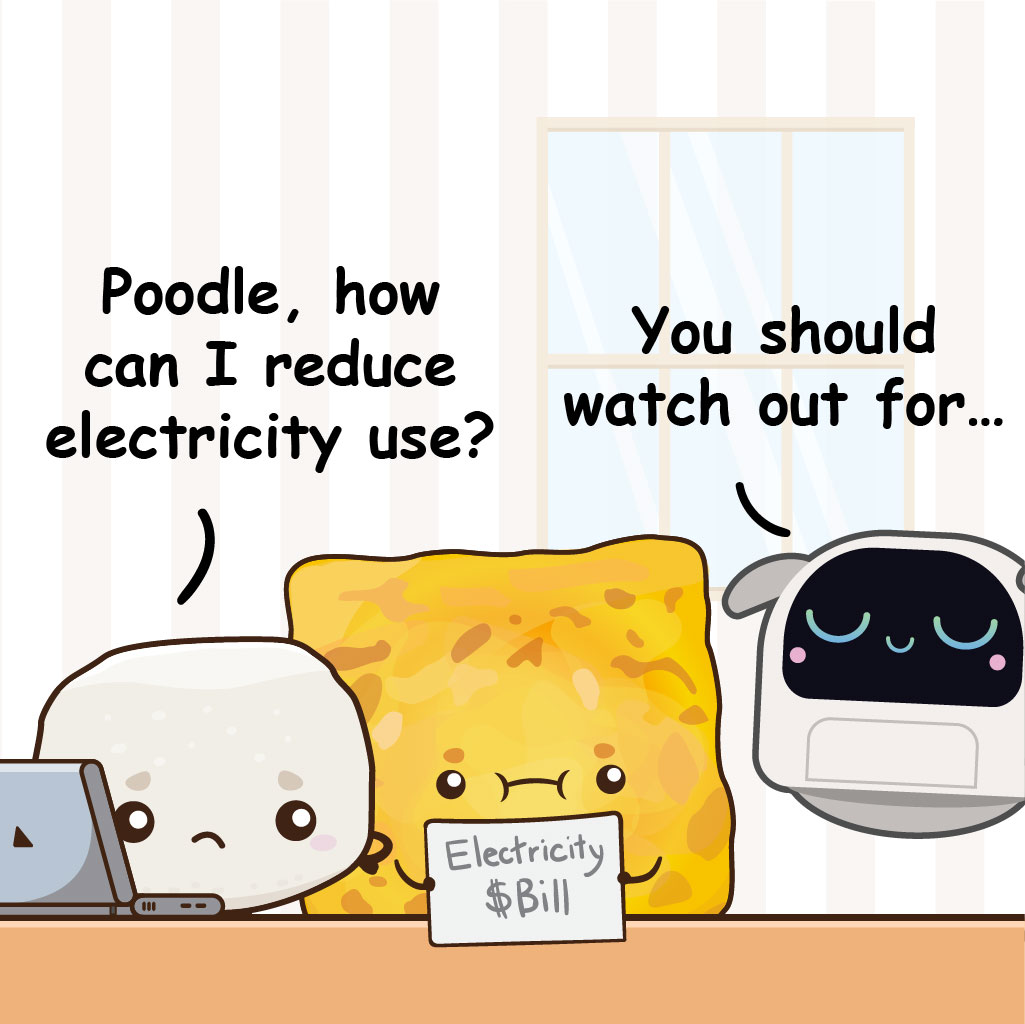 Poodle, how
can I reduce
electricity use?
You should
watch out for...
Electricity
$Bill